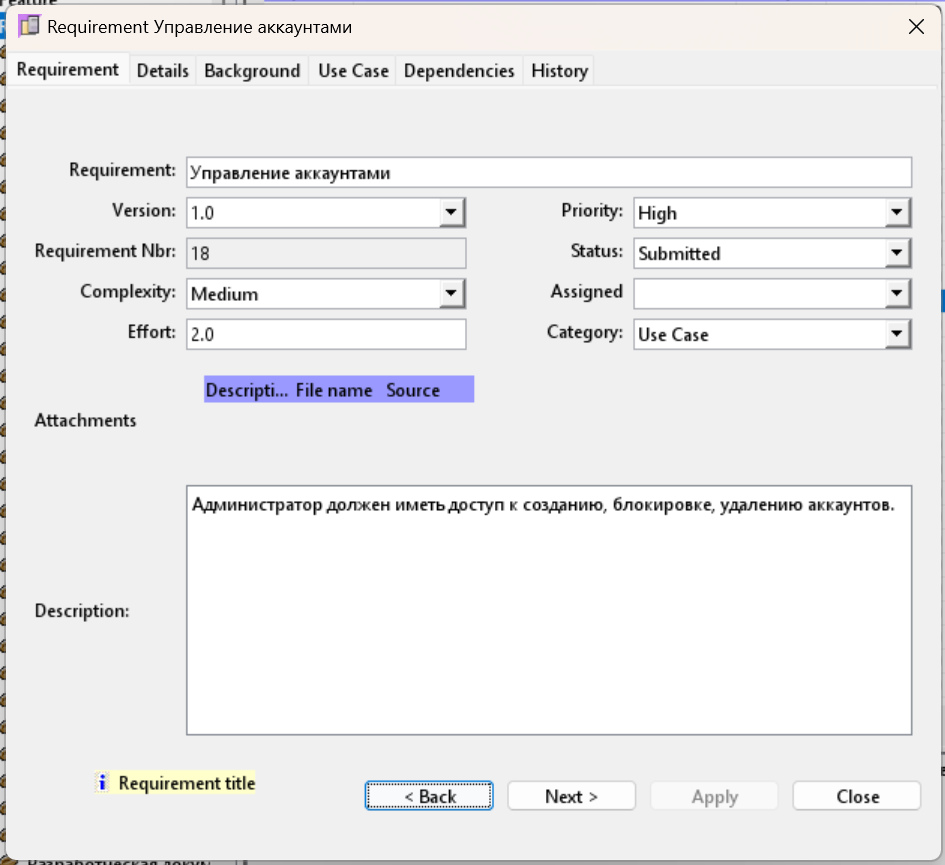 Requirement Управление аккаунтами
Requirement Details Background Use Case Dependencies History
Requirement: Управление аккаунтами
Version: 1.0 Priority: High
Requirement Nbr: 18 Status: Submitted
Complexity: Medium Assigned
Effort: 2.0 Category: Use Case
Descripti... File name Source
Attachments
Администратор должен иметь доступ к созданию, блокировке, удалению аккаунтов.
Description:
i Requirement title
< Back Next > Apply Close